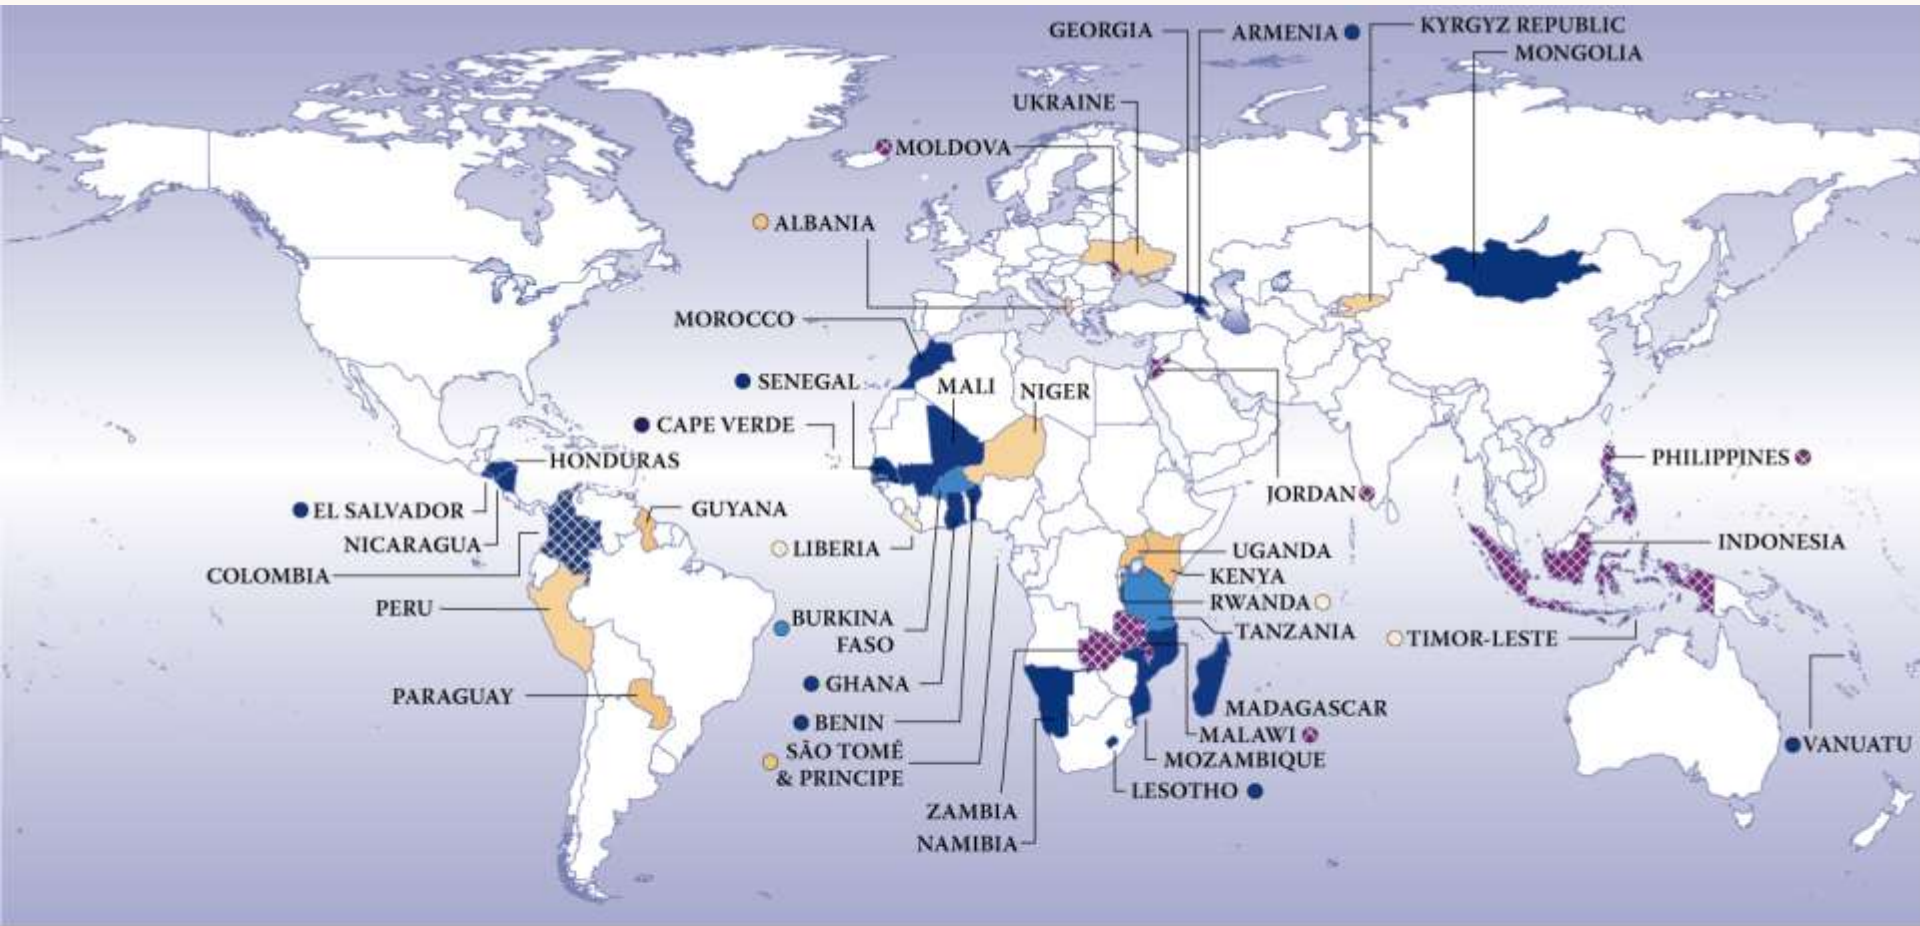 GEORGIA
ARMENIA
KYRGYZ REPUBLIC
MONGOLIA
UKRAINE
MOLDOVA
ALBANIA
MOROCCO
SENEGAL
MALI
NIGER
CAPE VERDE
HONDURAS
PHILIPPINES
JORDAN
EL SALVADOR
GUYANA
NICARAGUA
LIBERIA
INDONESIA
UGANDA
COLOMBIA
KENYA
PERU
RWANDA
BURKINA
FASO
TANZANIA
TIMOR-LESTE
GHANA
PARAGUAY
MADAGASCAR
BENIN
MALAWI
VANUATU
SÃO TOMÉ
& PRINCIPE
MOZAMBIQUE
LESOTHO
ZAMBIA
NAMIBIA